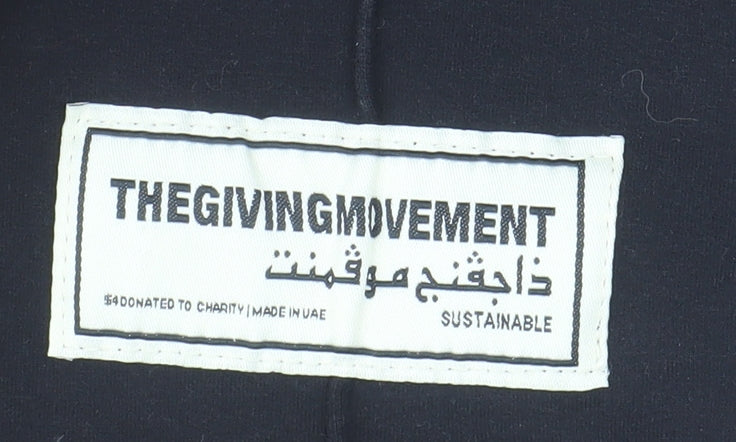 THEGIVINGMOVEMENT
ذاجڤنج موڤمنت
$4 DONATED TO CHARITY | MADE IN UAE
SUSTAINABLE